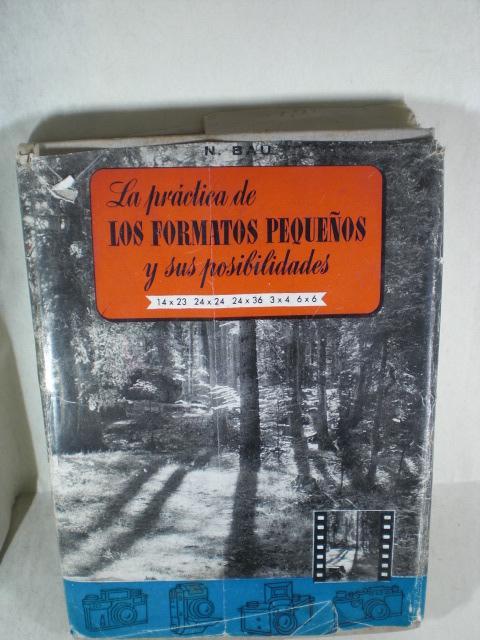 N. BAU
La práctica de
LOS FORMATOS PEQUEÑOS
y sus posibilidades
14 x 23 24 x 24 24 x 36 3 x 4 6 x 6